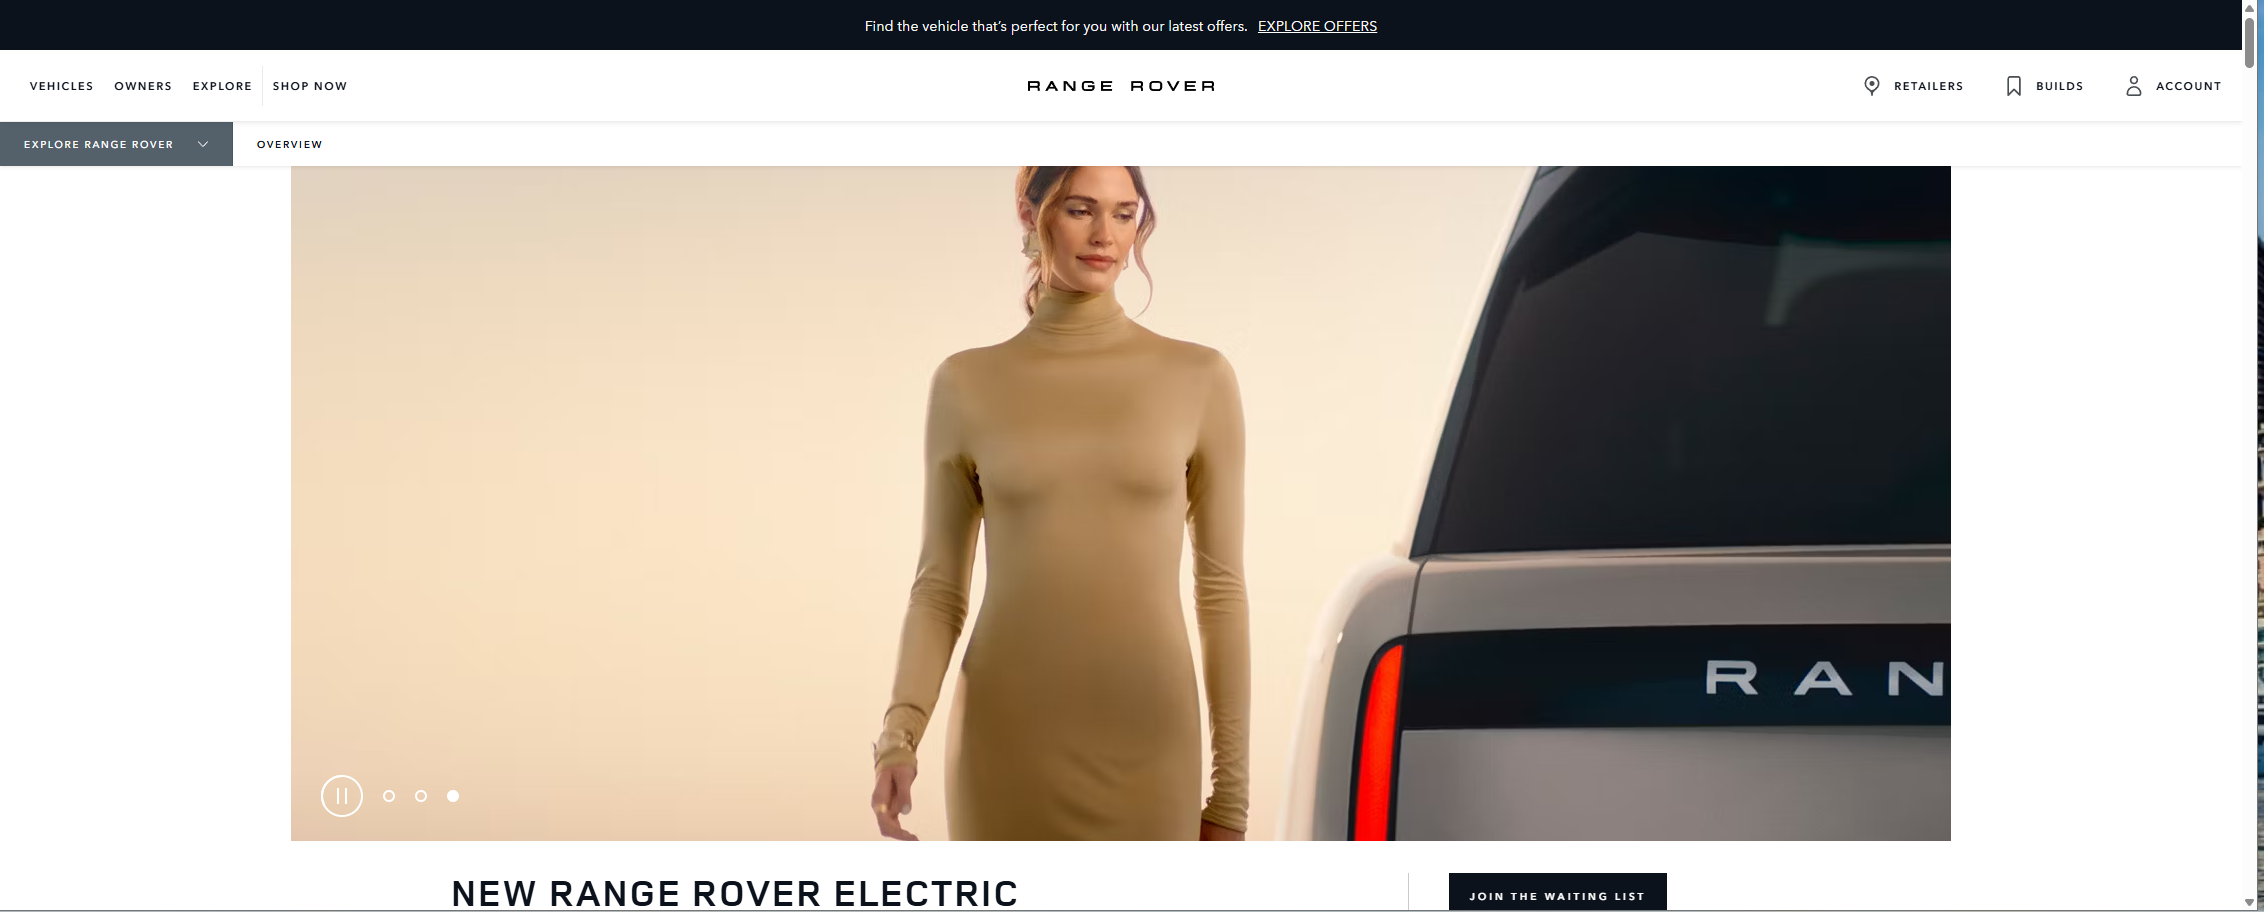 Find the vehicle that's perfect for you with our latest offers. EXPLORE OFFERS
VEHICLES OWNERS EXPLORE SHOP NOW
RANGE ROVER
RETAILERS BUILDS ACCOUNT
EXPLORE RANGE ROVER OVERVIEW
RAN
NEW RANGE ROVER ELECTRIC
JOIN THE WAITING LIST